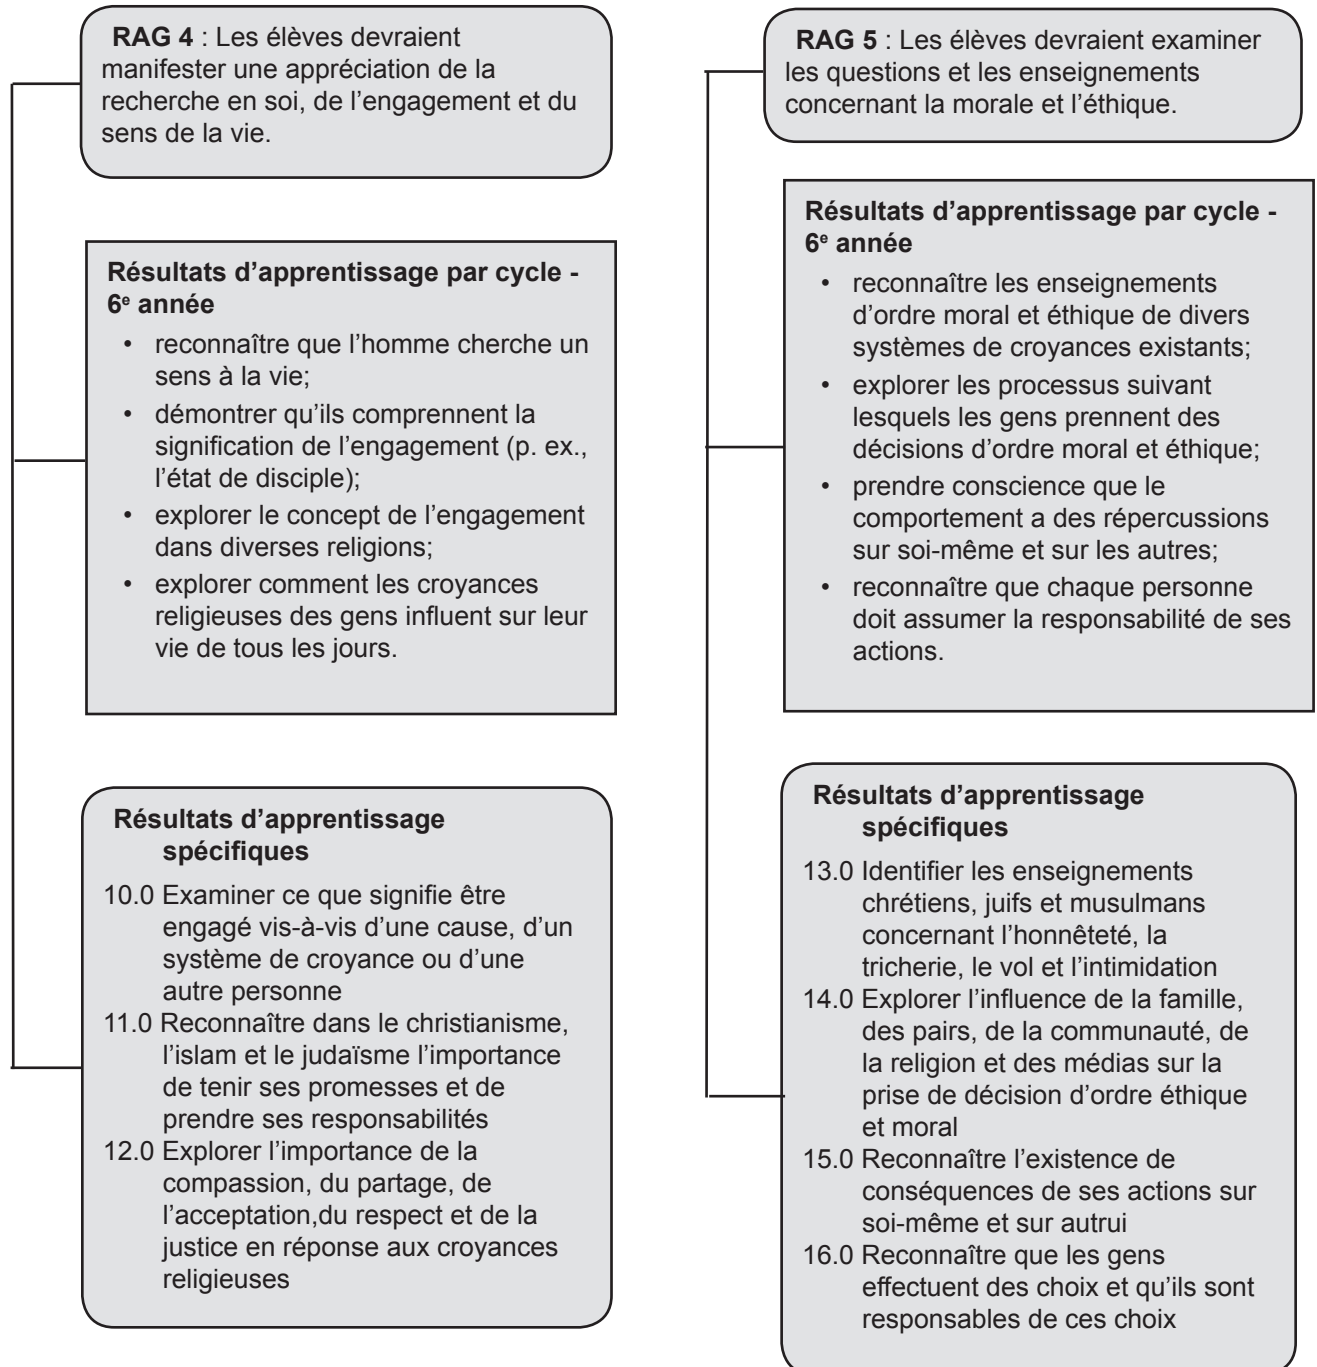 RAG 4 : Les élèves devraient
manifester une appréciation de la
recherche en soi, de l'engagement et du
sens de la vie.
Résultats d'apprentissage par cycle -
6e année
• reconnaître que l'homme cherche un
sens à la vie;
• démontrer qu'ils comprennent la
signification de l'engagement (p. ex.,
l'état de disciple);
• explorer le concept de l'engagement
dans diverses religions;
• explorer comment les croyances
religieuses des gens influent sur leur
vie de tous les jours.
Résultats d'apprentissage
spécifiques
10.0 Examiner ce que signifie être
engagé vis-à-vis d'une cause, d'un
système de croyance ou d'une
autre personne
11.0 Reconnaître dans le christianisme,
l'islam et le judaïsme l'importance
de tenir ses promesses et de
prendre ses responsabilités
12.0 Explorer l'importance de la
compassion, du partage, de
l'acceptation,du respect et de la
justice en réponse aux croyances
religieuses
RAG 5 : Les élèves devraient examiner
les questions et les enseignements
concernant la morale et l'éthique.
Résultats d'apprentissage par cycle -
6e année
• reconnaître les enseignements
d'ordre moral et éthique de divers
systèmes de croyances existants;
• explorer les processus suivant
lesquels les gens prennent des
décisions d'ordre moral et éthique;
• prendre conscience que le
comportement a des répercussions
sur soi-même et sur les autres;
• reconnaître que chaque personne
doit assumer la responsabilité de ses
actions.
Résultats d'apprentissage
spécifiques
13.0 Identifier les enseignements
chrétiens, juifs et musulmans
concernant l'honnêteté, la
tricherie, le vol et l'intimidation
14.0 Explorer l'influence de la famille,
des pairs, de la communauté, de
la religion et des médias sur la
prise de décision d'ordre éthique
et moral
15.0 Reconnaître l'existence de
conséquences de ses actions sur
soi-même et sur autrui
16.0 Reconnaître que les gens
effectuent des choix et qu'ils sont
responsables de ces choix